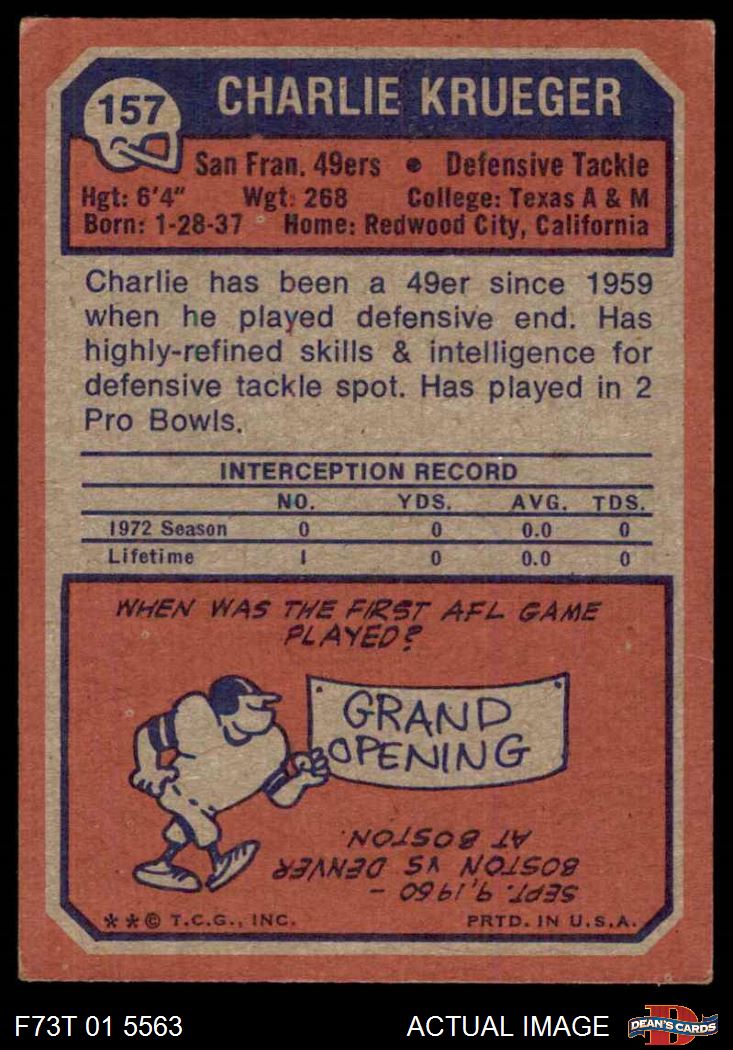 157
CHARLIE KRUEGER
San Fran. 49ers • Defensive Tackle
Hgt: 6'4" Wgt: 268 College: Texas A & M
Born: 1-28-37 Home: Redwood City, California
Charlie has been a 49er since 1959
when he played defensive end. Has
highly-refined skills & intelligence for
defensive tackle spot. Has played in 2
Pro Bowls.
INTERCEPTION RECORD
NO. YDS. AVG. TDS.
1972 Season 0 0 0.0 0
Lifetime 1 0 0.0 0
WHEN WAS THE FIRST AFL GAME
PLAYED?
GRAND
OPENING
SEPT. 9, 1960 –
BOSTON VS DENVER
AT BOSTON.
* * © T.C.G., INC. PRTD. IN U.S.A.
F73T 01 5563 ACTUAL IMAGE
D
DEAN'S CARDS